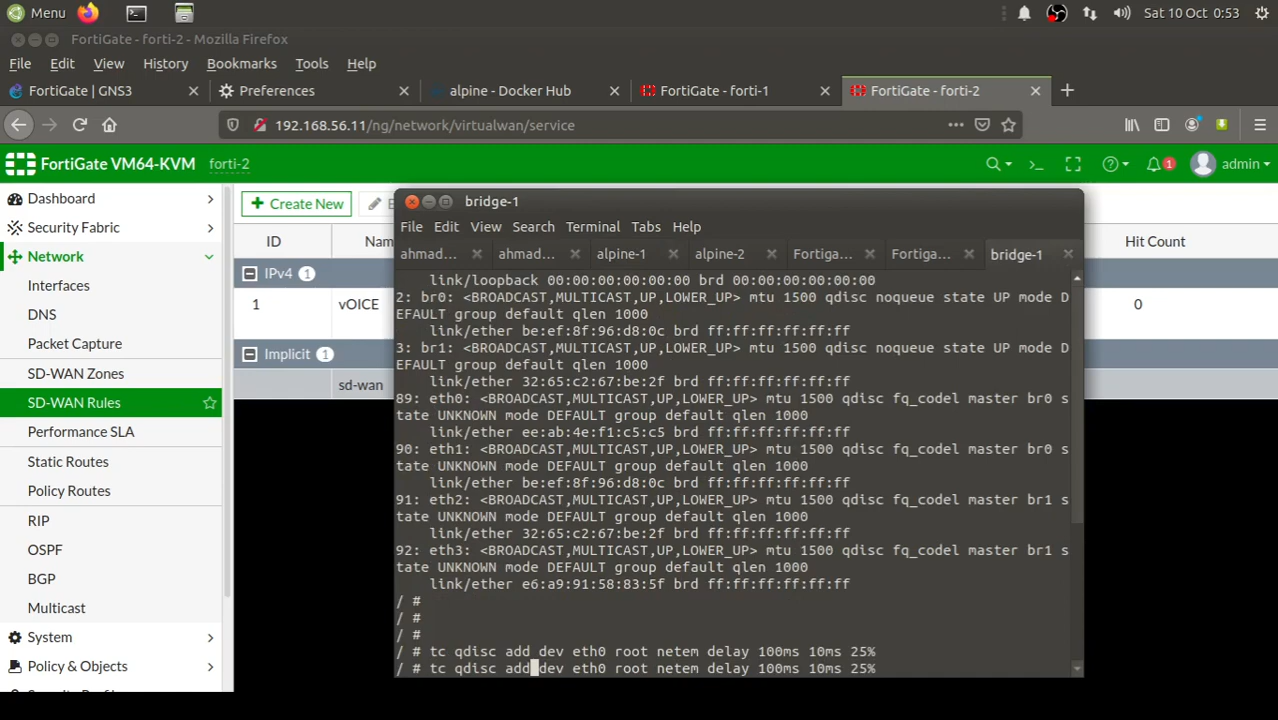 Menu
Sat 10 Oct 0:53
FortiGate - forti-2 - Mozilla Firefox
File Edit View History Bookmarks Tools Help
FortiGate | GNS3
Preferences
alpine - Docker Hub
FortiGate - forti-1
FortiGate - forti-2
192.168.56.11/ng/network/virtualwan/service
FortiGate VM64-KVM forti-2
1 admin
Dashboard
Security Fabric
Network
Interfaces
DNS
Packet Capture
SD-WAN Zones
SD-WAN Rules
Performance SLA
Static Routes
Policy Routes
RIP
OSPF
BGP
Multicast
System
Policy & Objects
Create New
E
ID
Nam
Hit Count
IPv4 1
1
vOICE
0
Implicit 1
sd-wan
bridge-1
File Edit View Search Terminal Tabs Help
ahmad…
ahmad…
alpine-1
alpine-2
Fortiga…
Fortiga…
bridge-1
link/loopback 00:00:00:00:00:00 brd 00:00:00:00:00:00
2: br0: <BROADCAST,MULTICAST,UP,LOWER_UP> mtu 1500 qdisc noqueue state UP mode D
EFAULT group default qlen 1000
link/ether be:ef:8f:96:d8:0c brd ff:ff:ff:ff:ff:ff
3: br1: <BROADCAST,MULTICAST,UP,LOWER_UP> mtu 1500 qdisc noqueue state UP mode D
EFAULT group default qlen 1000
link/ether 32:65:c2:67:be:2f brd ff:ff:ff:ff:ff:ff
89: eth0: <BROADCAST,MULTICAST,UP,LOWER_UP> mtu 1500 qdisc fq_codel master br0 s
tate UNKNOWN mode DEFAULT group default qlen 1000
link/ether ee:ab:4e:f1:c5:c5 brd ff:ff:ff:ff:ff:ff
90: eth1: <BROADCAST,MULTICAST,UP,LOWER_UP> mtu 1500 qdisc fq_codel master br0 s
tate UNKNOWN mode DEFAULT group default qlen 1000
link/ether be:ef:8f:96:d8:0c brd ff:ff:ff:ff:ff:ff
91: eth2: <BROADCAST,MULTICAST,UP,LOWER_UP> mtu 1500 qdisc fq_codel master br1 s
tate UNKNOWN mode DEFAULT group default qlen 1000
link/ether 32:65:c2:67:be:2f brd ff:ff:ff:ff:ff:ff
92: eth3: <BROADCAST,MULTICAST,UP,LOWER_UP> mtu 1500 qdisc fq_codel master br1 s
tate UNKNOWN mode DEFAULT group default qlen 1000
link/ether e6:a9:91:58:83:5f brd ff:ff:ff:ff:ff:ff
/ #
/ #
/ #
/ # tc qdisc add dev eth0 root netem delay 100ms 10ms 25%
/ # tc qdisc add dev eth0 root netem delay 100ms 10ms 25%